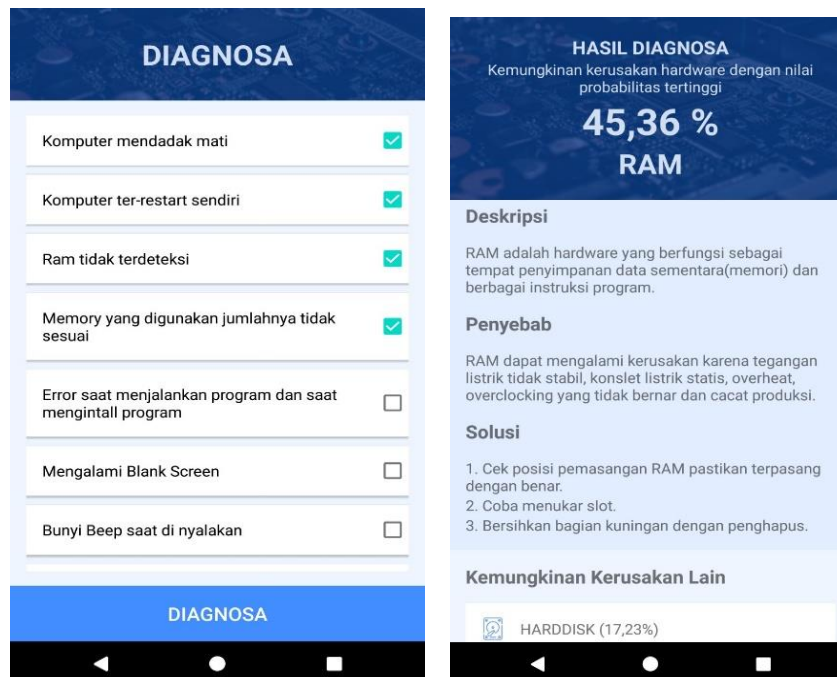 DIAGNOSA
Komputer mendadak mati
Komputer ter-restart sendiri
Ram tidak terdeteksi
Memory yang digunakan jumlahnya tidak
sesuai
Error saat menjalankan program dan saat
mengintall program
Mengalami Blank Screen
Bunyi Beep saat di nyalakan
DIAGNOSA
HASIL DIAGNOSA
Kemungkinan kerusakan hardware dengan nilai
probabilitas tertinggi
45,36 %
RAM
Deskripsi
RAM adalah hardware yang berfungsi sebagai
tempat penyimpanan data sementara(memori) dan
berbagai instruksi program.
Penyebab
RAM dapat mengalami kerusakan karena tegangan
listrik tidak stabil, konslet listrik statis, overheat,
overclocking yang tidak bernar dan cacat produksi.
Solusi
1. Cek posisi pemasangan RAM pastikan terpasang
dengan benar.
2. Coba menukar slot.
3. Bersihkan bagian kuningan dengan penghapus.
Kemungkinan Kerusakan Lain
HARDDISK (17,23%)